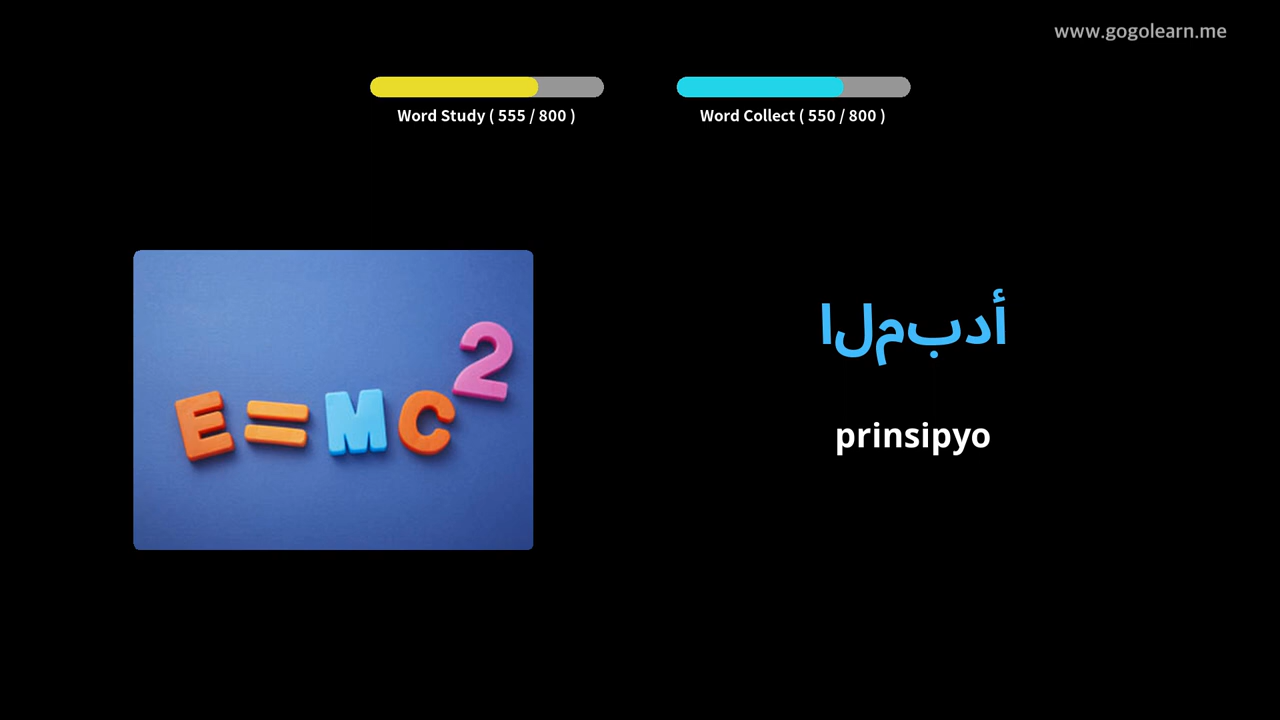 www.gogolearn.me
Word Study ( 555 / 800 )
Word Collect ( 550 / 800 )
E=MC2
المبدأ
prinsipyo